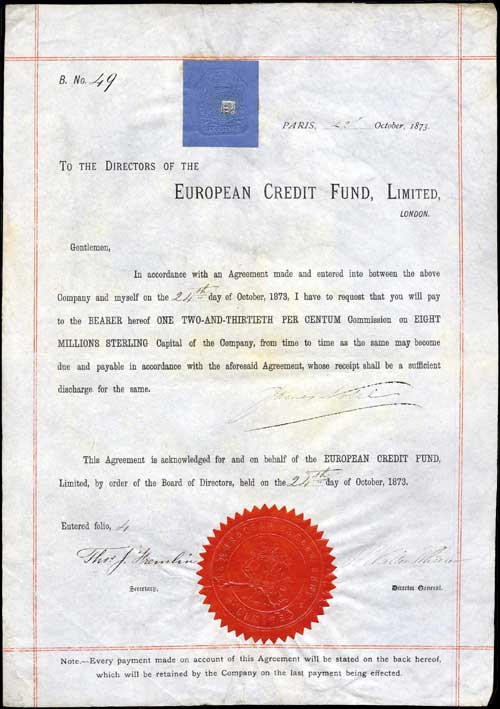 B. No. 49
PARIS, October, 1873.
TO THE DIRECTORS OF THE
EUROPEAN CREDIT FUND, LIMITED,
LONDON.
Gentlemen,
In accordance with an Agreement made and entered into between the above
Company and myself on the 24th day of October, 1873, I have to request that you will pay
to the BEARER hereof ONE TWO-AND-THIRTIETH PER CENTUM Commission on EIGHT
MILLIONS STERLING Capital of the Company, from time to time as the same may become
due and payable in accordance with the aforesaid Agreement, whose receipt shall be a sufficient
discharge for the same.
This Agreement is acknowledged for and on behalf of the EUROPEAN CREDIT FUND,
Limited, by order of the Board of Directors, held on the 24th day of October, 1873.
Entered folio, 4
Thos J.
Secretary.
Director General.
LIMITED
Note.—Every payment made on account of this Agreement will be stated on the back hereof,
which will be retained by the Company on the last payment being effected.